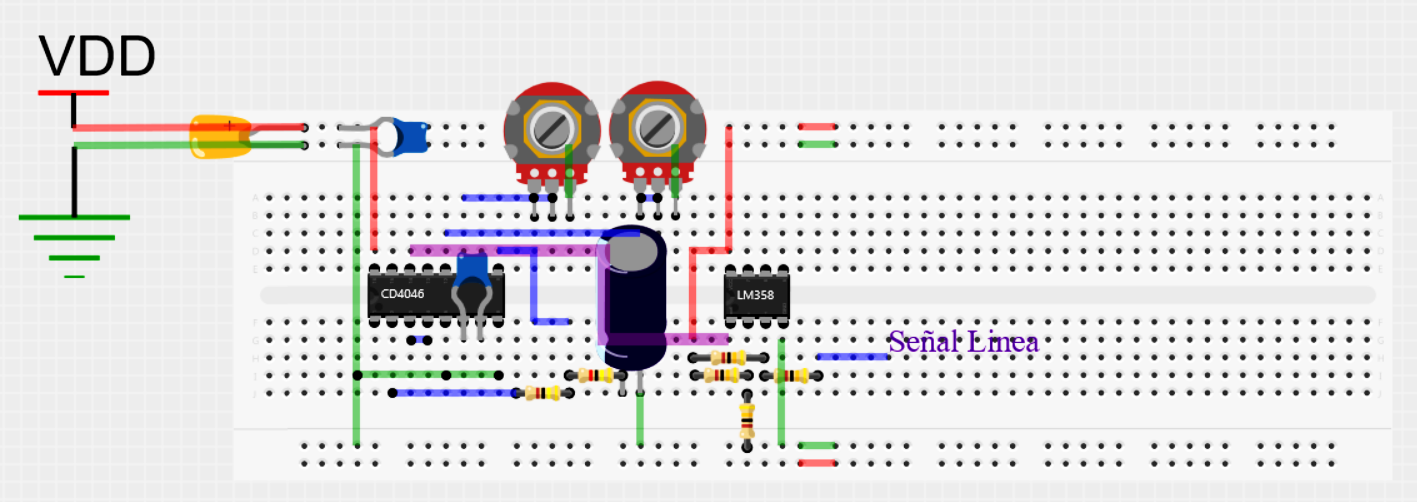 VDD
CD4046
LM358
Señal Linea